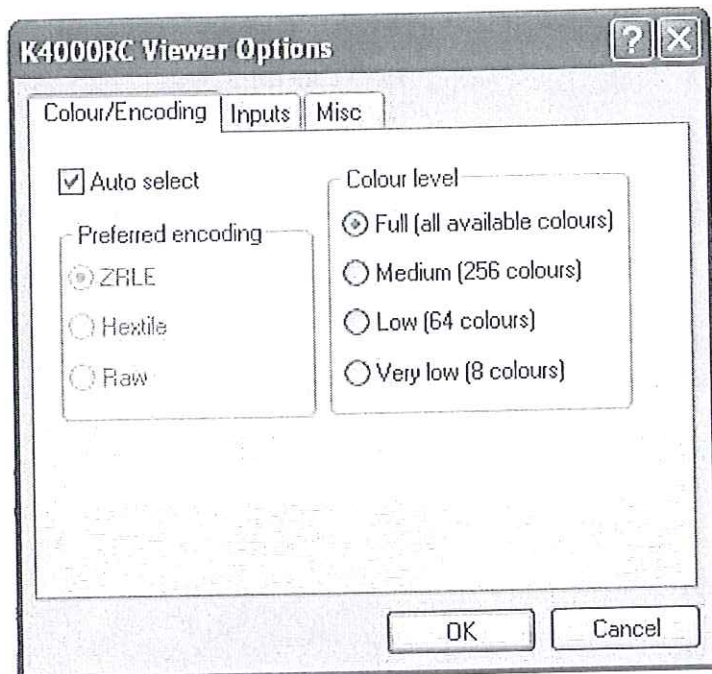 K4000RC Viewer Options
Colour/Encoding Inputs Misc
Auto select
Preferred encoding
ZRLE
Hextile
Raw
Colour level
Full (all available colours)
Medium (256 colours)
Low (64 colours)
Very low (8 colours)
OK Cancel